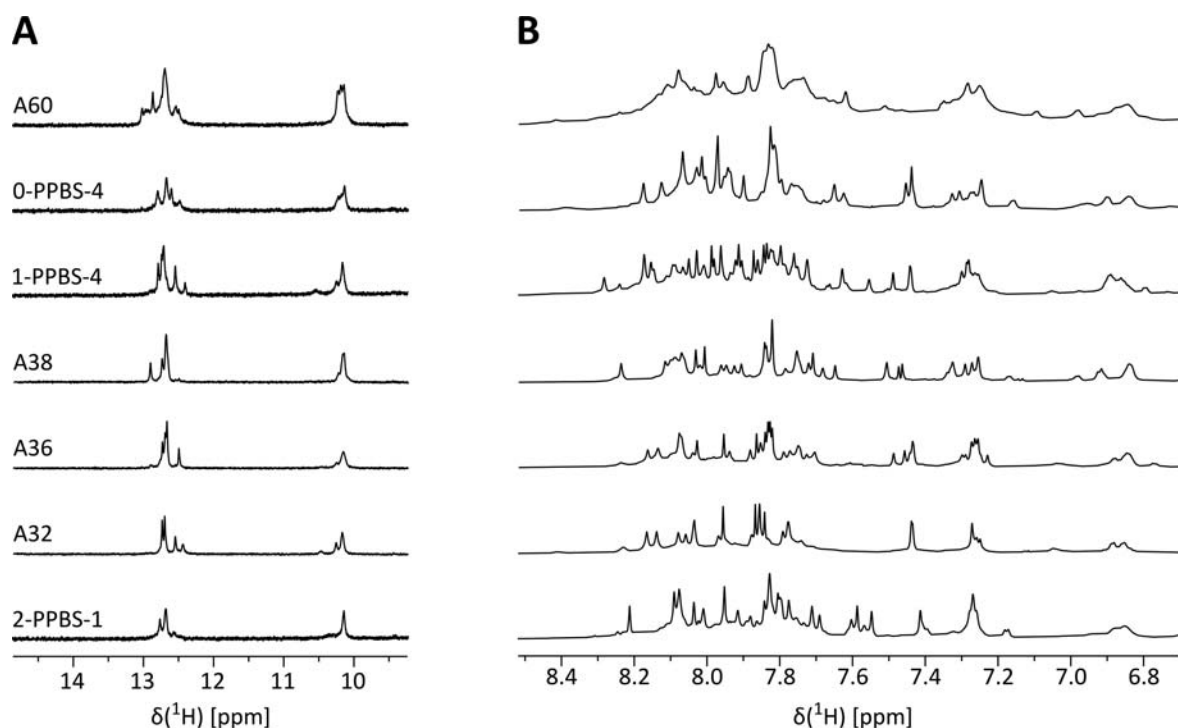 A
B
A60
0-PPBS-4
1-PPBS-4
A38
A36
A32
2-PPBS-1
14 13 12 11 10
8.4 8.2 8.0 7.8 7.6 7.4 7.2 7.0 6.8
δ(¹H) [ppm]
δ(¹H) [ppm]